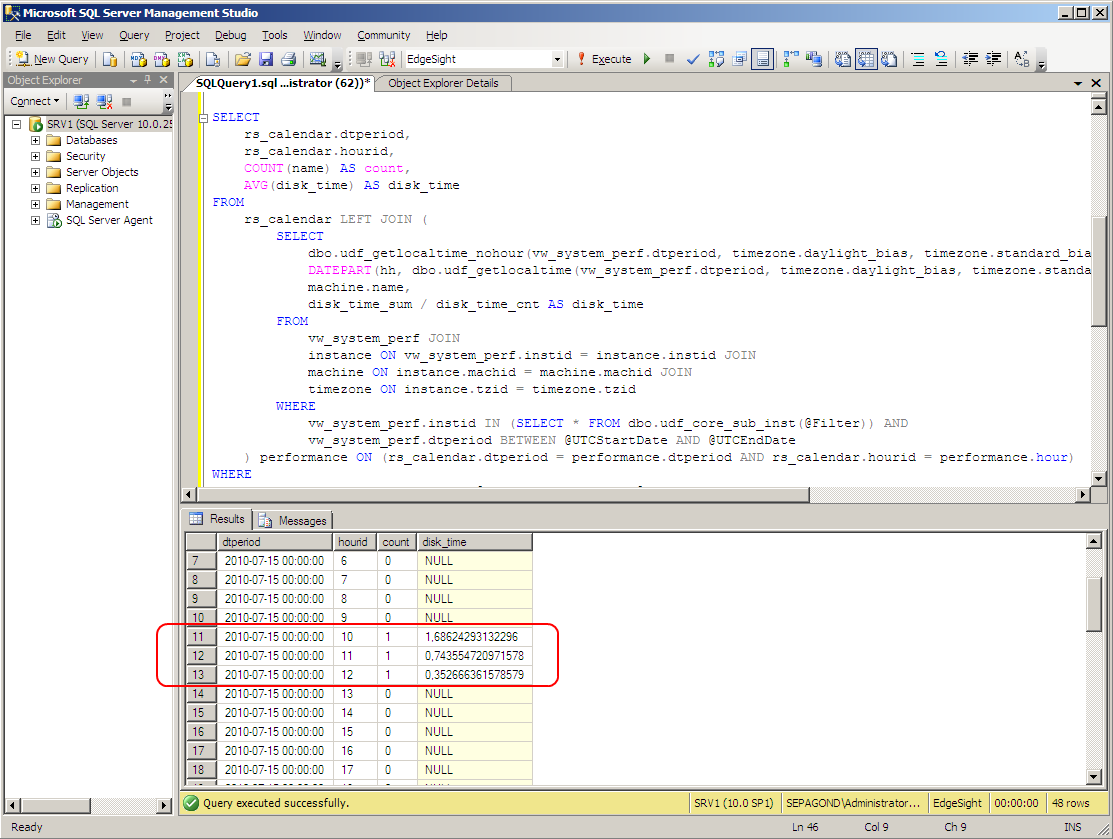 Microsoft SQL Server Management Studio
File Edit View Query Project Debug Tools Window Community Help
New Query EdgeSight Execute
Object Explorer
SQLQuery1.sql ...istrator (62))* Object Explorer Details
Connect
SRV1 (SQL Server 10.0.25
Databases
Security
Server Objects
Replication
Management
SQL Server Agent
SELECT
rs_calendar.dtperiod,
rs_calendar.hourid,
COUNT(name) AS count,
AVG(disk_time) AS disk_time
FROM
rs_calendar LEFT JOIN (
SELECT
dbo.udf_getlocaltime_nohour(vw_system_perf.dtperiod, timezone.daylight_bias, timezone.standard_bia
DATEPART(hh, dbo.udf_getlocaltime(vw_system_perf.dtperiod, timezone.daylight_bias, timezone.standa
machine.name,
disk_time_sum / disk_time_cnt AS disk_time
FROM
vw_system_perf JOIN
instance ON vw_system_perf.instid = instance.instid JOIN
machine ON instance.machid = machine.machid JOIN
timezone ON instance.tzid = timezone.tzid
WHERE
vw_system_perf.instid IN (SELECT * FROM dbo.udf_core_sub_inst(@Filter)) AND
vw_system_perf.dtperiod BETWEEN @UTCStartDate AND @UTCEndDate
) performance ON (rs_calendar.dtperiod = performance.dtperiod AND rs_calendar.hourid = performance.hour)
WHERE
Results Messages
dtperiod hourid count disk_time
7 2010-07-15 00:00:00 6 0 NULL
8 2010-07-15 00:00:00 7 0 NULL
9 2010-07-15 00:00:00 8 0 NULL
10 2010-07-15 00:00:00 9 0 NULL
11 2010-07-15 00:00:00 10 1 1,68624293132296
12 2010-07-15 00:00:00 11 1 0,743554720971578
13 2010-07-15 00:00:00 12 1 0,352666361578579
14 2010-07-15 00:00:00 13 0 NULL
15 2010-07-15 00:00:00 14 0 NULL
16 2010-07-15 00:00:00 15 0 NULL
17 2010-07-15 00:00:00 16 0 NULL
18 2010-07-15 00:00:00 17 0 NULL
Query executed successfully. SRV1 (10.0 SP1) SEPAGOND\Administrator... EdgeSight 00:00:00 48 rows
Ready Ln 46 Col 9 Ch 9 INS